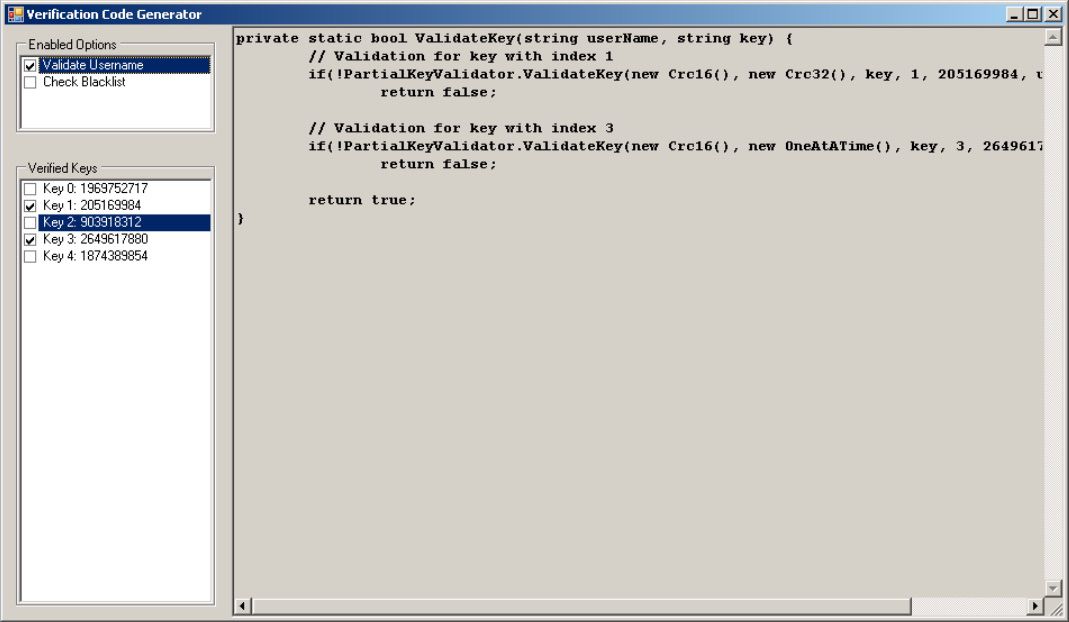 Verification Code Generator
Enabled Options
Validate Username
Check Blacklist
Verified Keys
Key 0: 1969752717
Key 1: 205169984
Key 2: 903918312
Key 3: 2649617880
Key 4: 1874389854
private static bool ValidateKey(string userName, string key) {
// Validation for key with index 1
if(!PartialKeyValidator.ValidateKey(new Crc16(), new Crc32(), key, 1, 205169984, u
return false;
// Validation for key with index 3
if(!PartialKeyValidator.ValidateKey(new Crc16(), new OneAtATime(), key, 3, 2649617
return false;
return true;
}